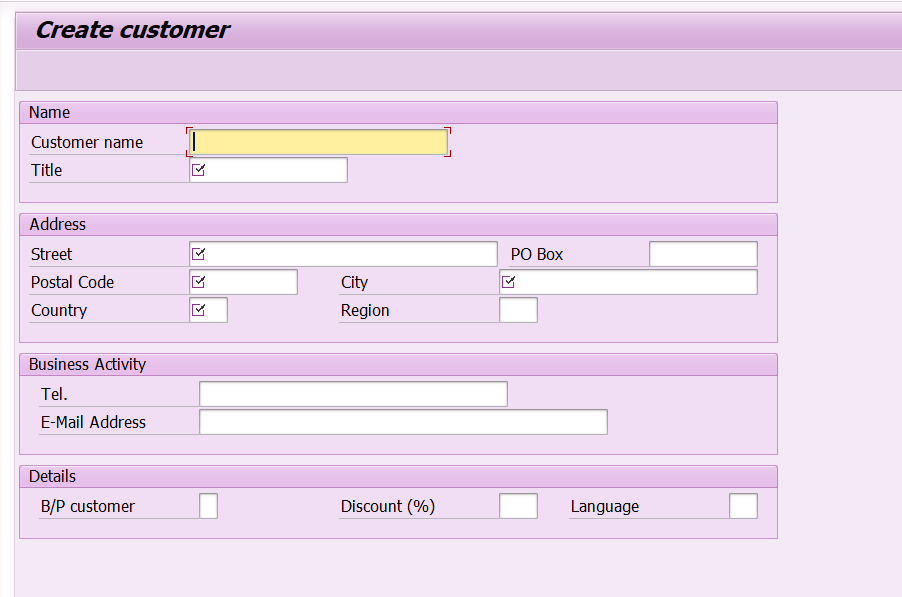 Create customer
Name
Customer name
Title
Address
Street PO Box
Postal Code City
Country Region
Business Activity
Tel.
E-Mail Address
Details
B/P customer Discount (%) Language